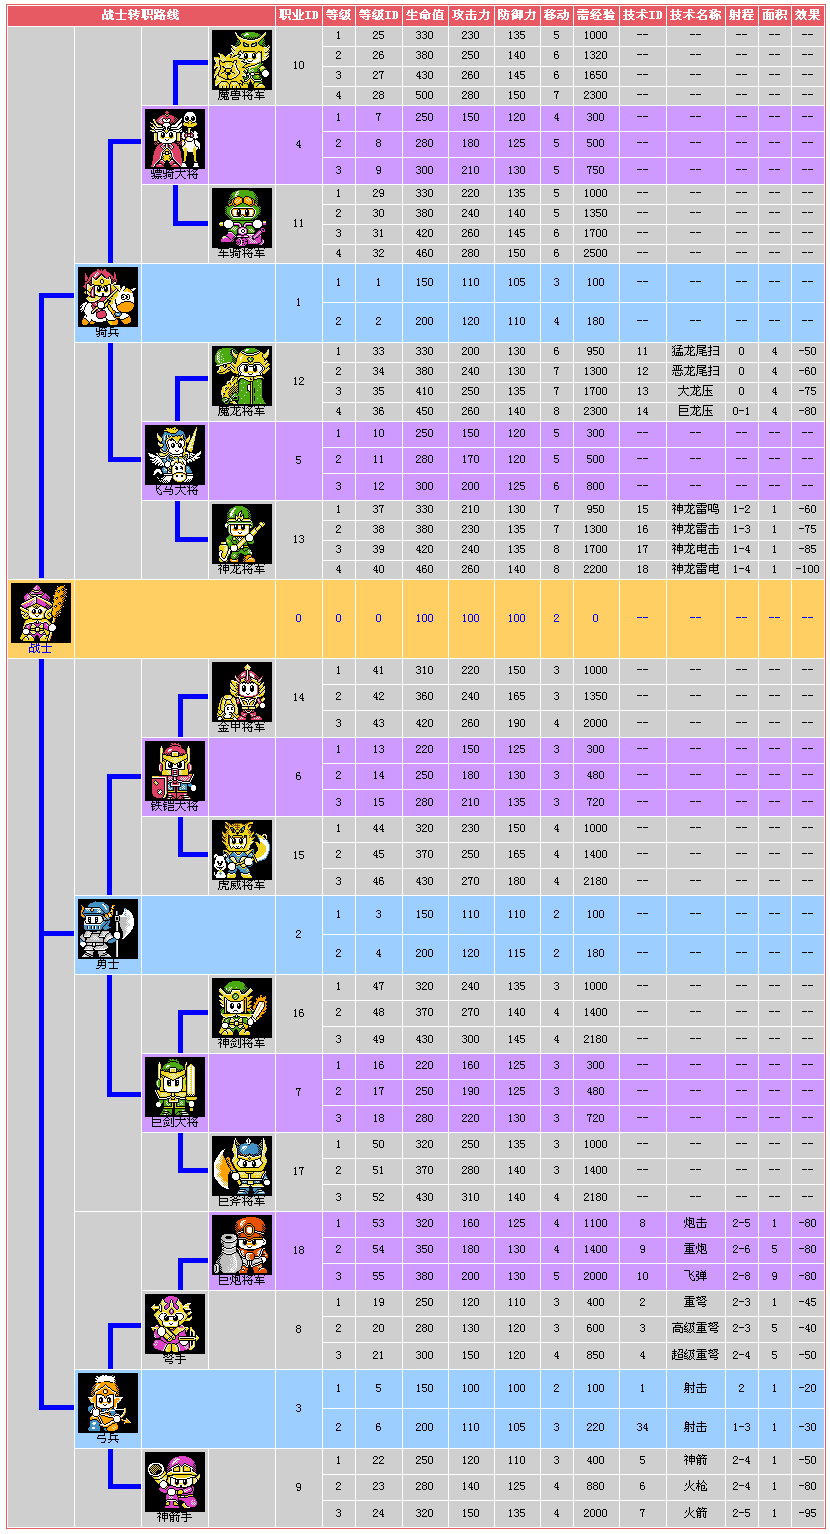 战士转职路线 职业ID 等级 等级ID 生命值 攻击力 防御力 移动 需经验 技术ID 技术名称 射程 面积 效果
1 25 330 230 135 5 1000 -- -- -- -- --
2 26 380 250 140 6 1320 -- -- -- -- --
魔兽将军 10
3 27 430 260 145 6 1650 -- -- -- -- --
4 28 500 280 150 7 2300 -- -- -- -- --
1 7 250 150 120 4 300 -- -- -- -- --
骠骑大将 4 2 8 280 180 125 5 500 -- -- -- -- --
3 9 300 210 130 5 750 -- -- -- -- --
1 29 330 220 135 5 1000 -- -- -- -- --
2 30 380 240 140 5 1350 -- -- -- -- --
车骑将军 11
3 31 420 260 145 6 1700 -- -- -- -- --
4 32 460 280 150 6 2500 -- -- -- -- --
1 1 150 110 105 3 100 -- -- -- -- --
骑兵 1
2 2 200 120 110 4 180 -- -- -- -- --
1 33 330 200 130 6 950 11 猛龙尾扫 0 4 -50
2 34 380 240 130 7 1300 12 恶龙尾扫 0 4 -60
魔龙将军 12
3 35 410 250 135 7 1700 13 大龙压 0 4 -75
4 36 450 260 140 8 2300 14 巨龙压 0-1 4 -80
1 10 250 150 120 5 300 -- -- -- -- --
飞马大将 5 2 11 280 170 120 5 500 -- -- -- -- --
3 12 300 200 125 6 800 -- -- -- -- --
1 37 330 210 130 7 950 15 神龙雷鸣 1-2 1 -60
2 38 380 230 135 7 1300 16 神龙雷击 1-3 1 -75
神龙将军 13
3 39 420 240 135 8 1700 17 神龙电击 1-4 1 -85
4 40 460 260 140 8 2200 18 神龙雷电 1-4 1 -100
战士 0 0 0 100 100 100 2 0 -- -- -- -- --
1 41 310 220 150 3 1000 -- -- -- -- --
金甲将军 14 2 42 360 240 165 3 1350 -- -- -- -- --
3 43 420 260 190 4 2000 -- -- -- -- --
1 13 220 150 125 3 300 -- -- -- -- --
铁铠大将 6 2 14 250 180 130 3 480 -- -- -- -- --
3 15 280 210 135 3 720 -- -- -- -- --
1 44 320 230 150 4 1000 -- -- -- -- --
虎威将军 15 2 45 370 250 165 4 1400 -- -- -- -- --
3 46 430 270 180 4 2180 -- -- -- -- --
1 3 150 110 110 2 100 -- -- -- -- --
勇士 2
2 4 200 120 115 2 180 -- -- -- -- --
1 47 320 240 135 3 1000 -- -- -- -- --
神剑将军 16 2 48 370 270 140 4 1400 -- -- -- -- --
3 49 430 300 145 4 2180 -- -- -- -- --
1 16 220 160 125 3 300 -- -- -- -- --
巨剑大将 7 2 17 250 190 125 3 480 -- -- -- -- --
3 18 280 220 130 3 720 -- -- -- -- --
1 50 320 250 135 3 1000 -- -- -- -- --
巨斧将军 17 2 51 370 280 140 3 1400 -- -- -- -- --
3 52 430 310 140 4 2180 -- -- -- -- --
1 53 320 160 125 4 1100 8 炮击 2-5 1 -80
巨炮将军 18 2 54 350 180 130 4 1400 9 重炮 2-6 5 -80
3 55 380 200 130 5 2000 10 飞弹 2-8 9 -80
1 19 250 120 110 3 400 2 重弩 2-3 1 -45
弩手 8 2 20 280 130 120 3 600 3 高级重弩 2-3 5 -40
3 21 300 150 120 4 850 4 超级重弩 2-4 5 -50
1 5 150 100 100 2 100 1 射击 2 1 -20
弓兵 3
2 6 200 110 105 3 220 34 射击 1-3 1 -30
1 22 250 120 110 3 400 5 神箭 2-4 1 -50
神箭手 9 2 23 280 140 125 4 880 6 火枪 2-4 1 -80
3 24 320 150 135 4 2000 7 火箭 2-5 1 -95